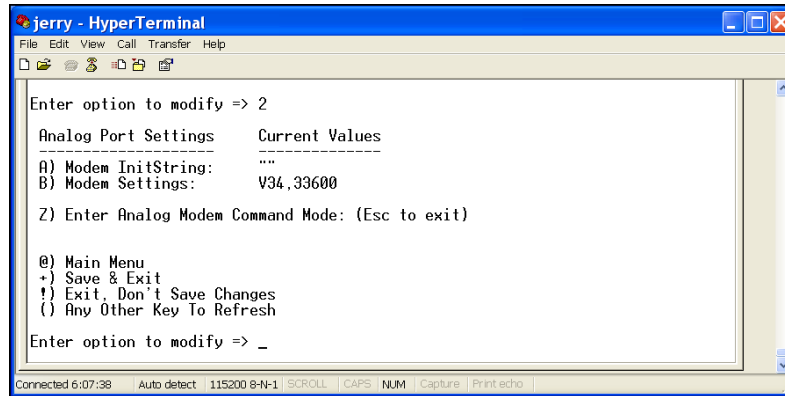 jerry - HyperTerminal
File Edit View Call Transfer Help
Enter option to modify => 2
Analog Port Settings Current Values
-------------------- --------------
A) Modem InitString: ""
B) Modem Settings: V34,33600
Z) Enter Analog Modem Command Mode: (Esc to exit)
@) Main Menu
+) Save & Exit
!) Exit, Don't Save Changes
() Any Other Key To Refresh
Enter option to modify => _
Connected 6:07:38 Auto detect 115200 8-N-1 SCROLL CAPS NUM Capture Print echo